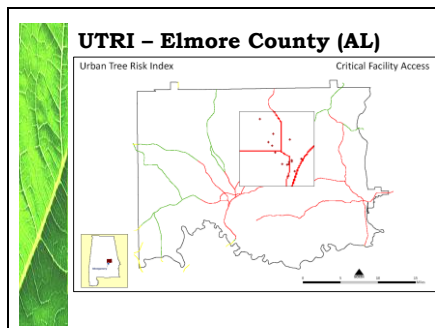 UTRI – Elmore County (AL)
Urban Tree Risk Index Critical Facility Access